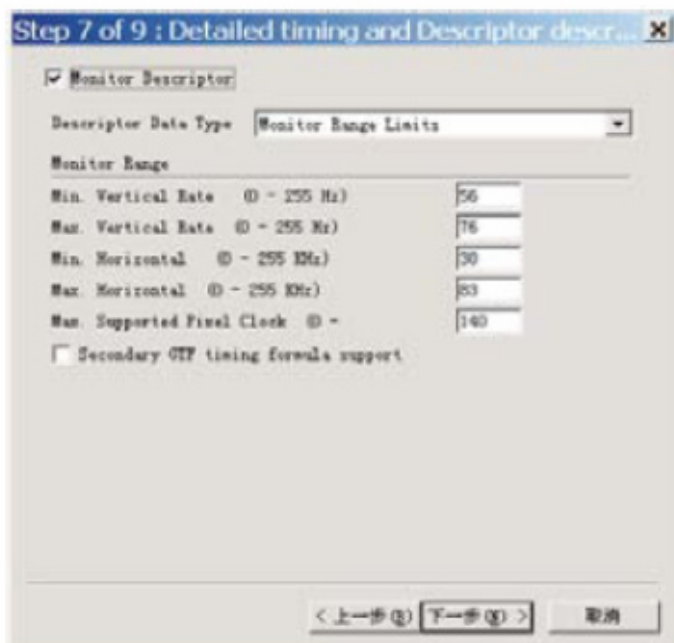 Step 7 of 9 : Detailed timing and Descriptor descr...
Monitor Descriptor
Descriptor Data Type Monitor Range Limits
Monitor Range
Min. Vertical Rate (0 - 255 Hz) 56
Max. Vertical Rate (0 - 255 Hz) 76
Min. Horizontal (0 - 255 KHz) 30
Max. Horizontal (0 - 255 KHz) 83
Max. Supported Pixel Clock (0 - 140
Secondary GTF timing formula support
< 上一步(B) 下一步(N) > 取消